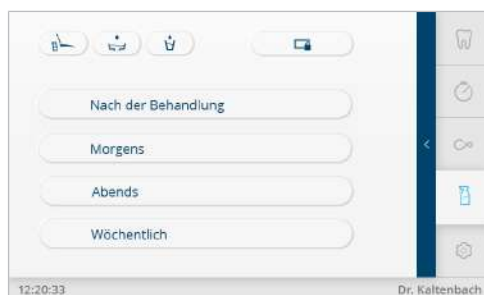 Nach der Behandlung
Morgens
Abends
Wöchentlich
12:20:33 Dr. Kaltenbach